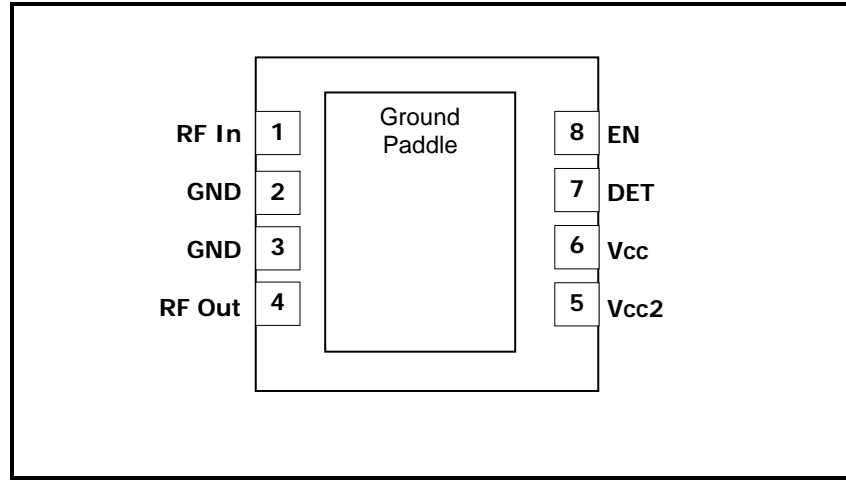 Ground
Paddle
RF In 1
GND 2
GND 3
RF Out 4
8 EN
7 DET
6 Vcc
5 Vcc2